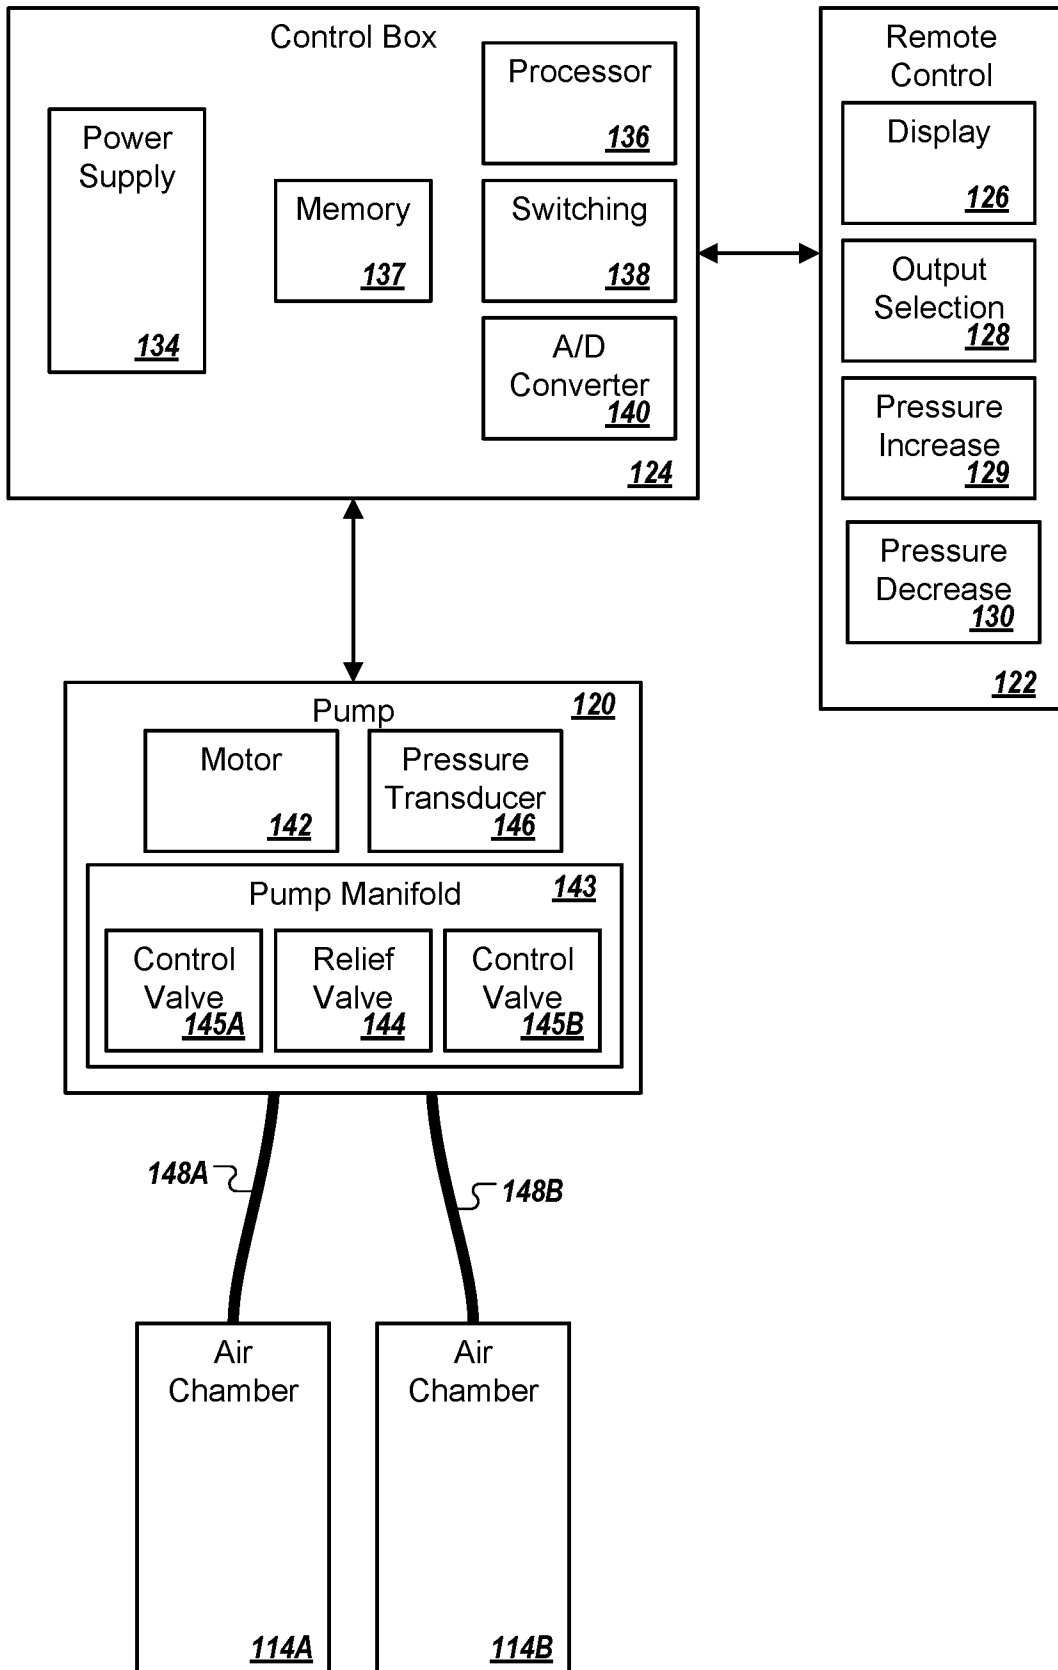 Control Box
Power
Supply
134
Memory
137
Processor
136
Switching
138
A/D
Converter
140
124
Remote
Control
Display
126
Output
Selection
128
Pressure
Increase
129
Pressure
Decrease
130
122
Pump
120
Motor
142
Pressure
Transducer
146
Pump Manifold
143
Control
Valve
145A
Relief
Valve
144
Control
Valve
145B
148A
148B
Air
Chamber
114A
Air
Chamber
114B